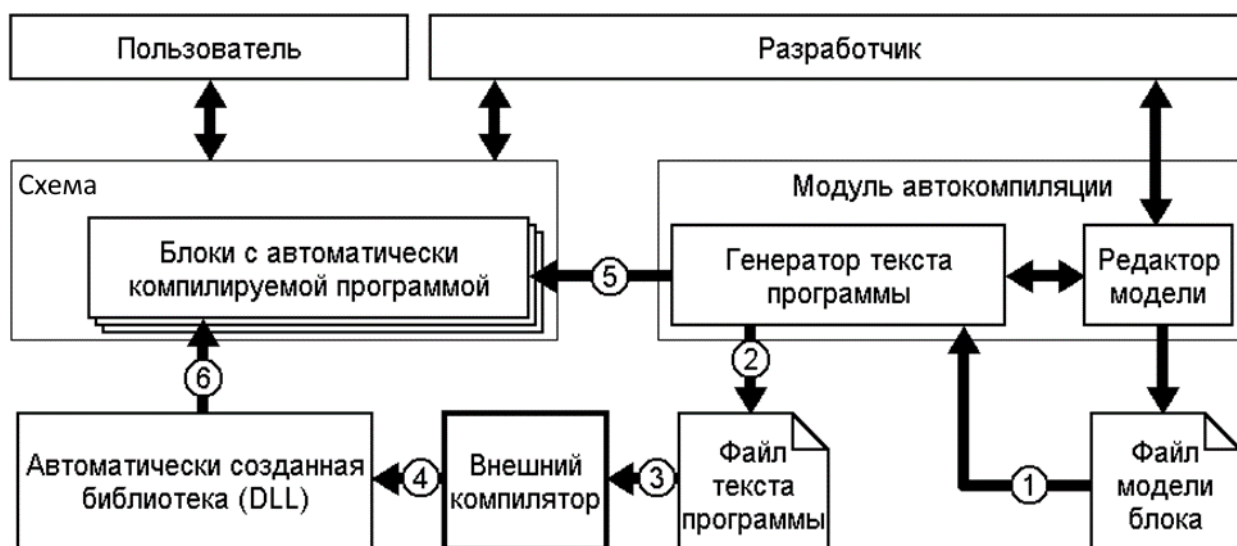 Пользователь
Разработчик
Схема
Модуль автокомпиляции
Блоки с автоматически
компилируемой программой
5
Генератор текста
программы
Редактор
модели
6
2
1
Автоматически созданная
библиотека (DLL)
4
Внешний
компилятор
3
Файл
текста
программы
Файл
модели
блока